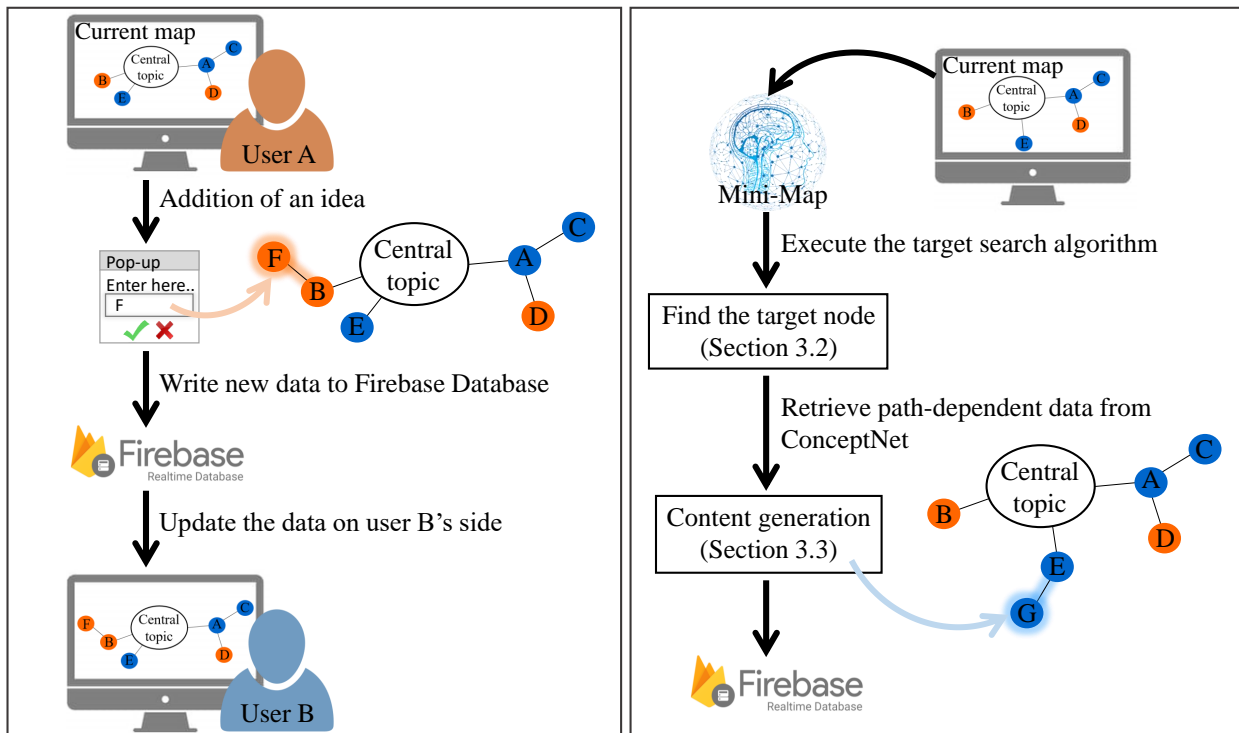 Current map
Central
topic
A
C
B
E
D
User A
Addition of an idea
Pop-up
Enter here..
F
F
B
E
Central
topic
A
C
D
Write new data to Firebase Database
Firebase
Realtime Database
Update the data on user B's side
F
B
E
Central
topic
A
C
D
User B
Current map
Central
topic
A
C
B
D
E
Mini-Map
Execute the target search algorithm
Find the target node
(Section 3.2)
Retrieve path-dependent data from
ConceptNet
Content generation
(Section 3.3)
Central
topic
A
C
B
D
E
G
Firebase
Realtime Database